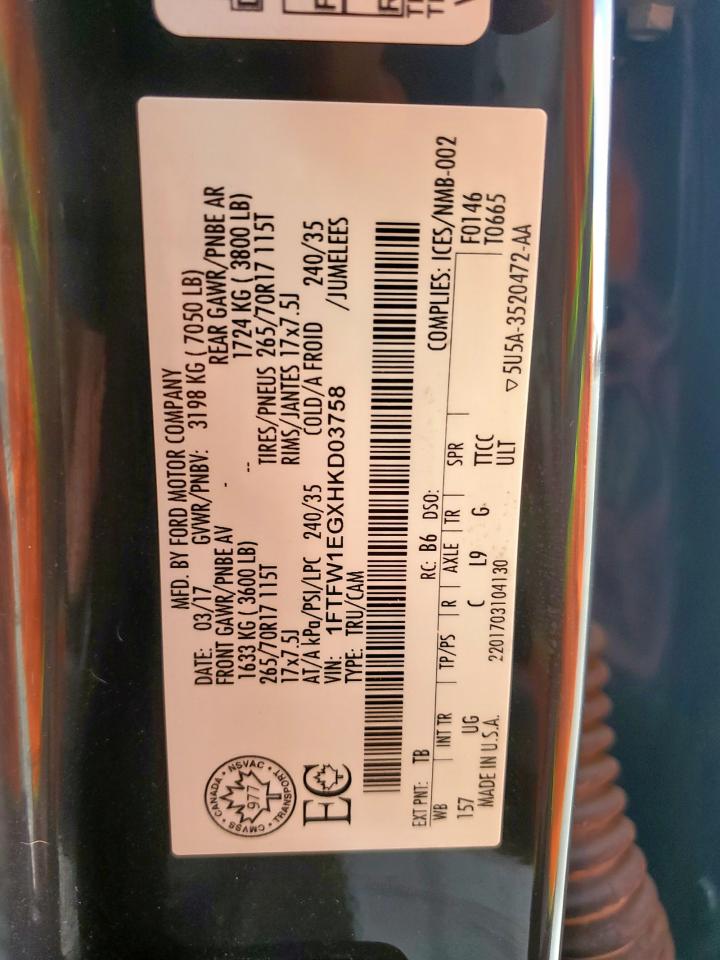 MFD. BY FORD MOTOR COMPANY
DATE: 03/17 GVWR/PNBV: 3198 KG ( 7050 LB)
FRONT GAWR/PNBE AV REAR GAWR/PNBE AR
1633 KG ( 3600 LB) - 1724 KG ( 3800 LB)
265/70R17 115T -- TIRES/PNEUS 265/70R17 115T
17x7.5J RIMS/JANTES 17x7.5J
AT/A kPa/PSI/LPC 240/35 COLD/A FROID 240/35
VIN: 1FTFW1EGXHKD03758 /JUMELEES
TYPE: TRU/CAM
CANADA · NSVAC · TRANSPORT · CMVSS ·
977
EC
COMPLIES: ICES/NMB-002
EXT PNT: TB RC: B6 DSO: F0146
WB INT TR TP/PS R AXLE TR SPR T0665
157 UG C L9 G TTCC
ULT
MADE IN U.S.A. 2201703104130 ▽5U5A-3520472-AA